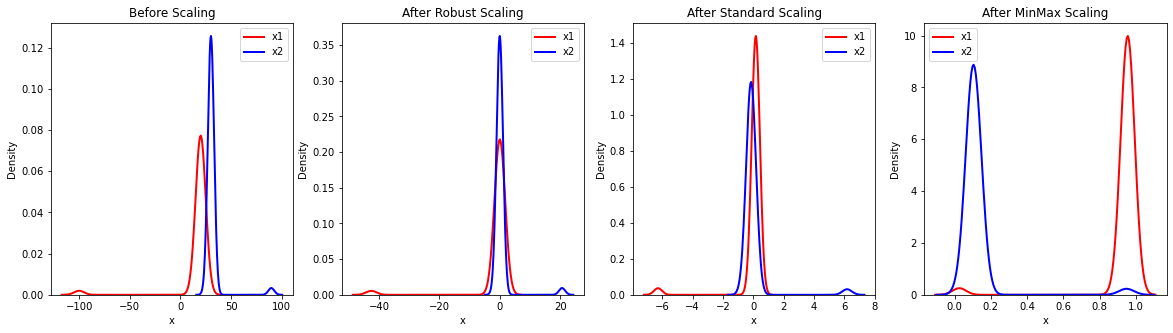 Before Scaling
x1
x2
Density
0.12
0.10
0.08
0.06
0.04
0.02
0.00
−100
−50
0
50
100
x
After Robust Scaling
x1
x2
Density
0.35
0.30
0.25
0.20
0.15
0.10
0.05
0.00
−40
−20
0
20
x
After Standard Scaling
x1
x2
Density
1.4
1.2
1.0
0.8
0.6
0.4
0.2
0.0
−6
−4
−2
0
2
4
6
8
x
After MinMax Scaling
x1
x2
Density
10
8
6
4
2
0
0.0
0.2
0.4
0.6
0.8
1.0
x